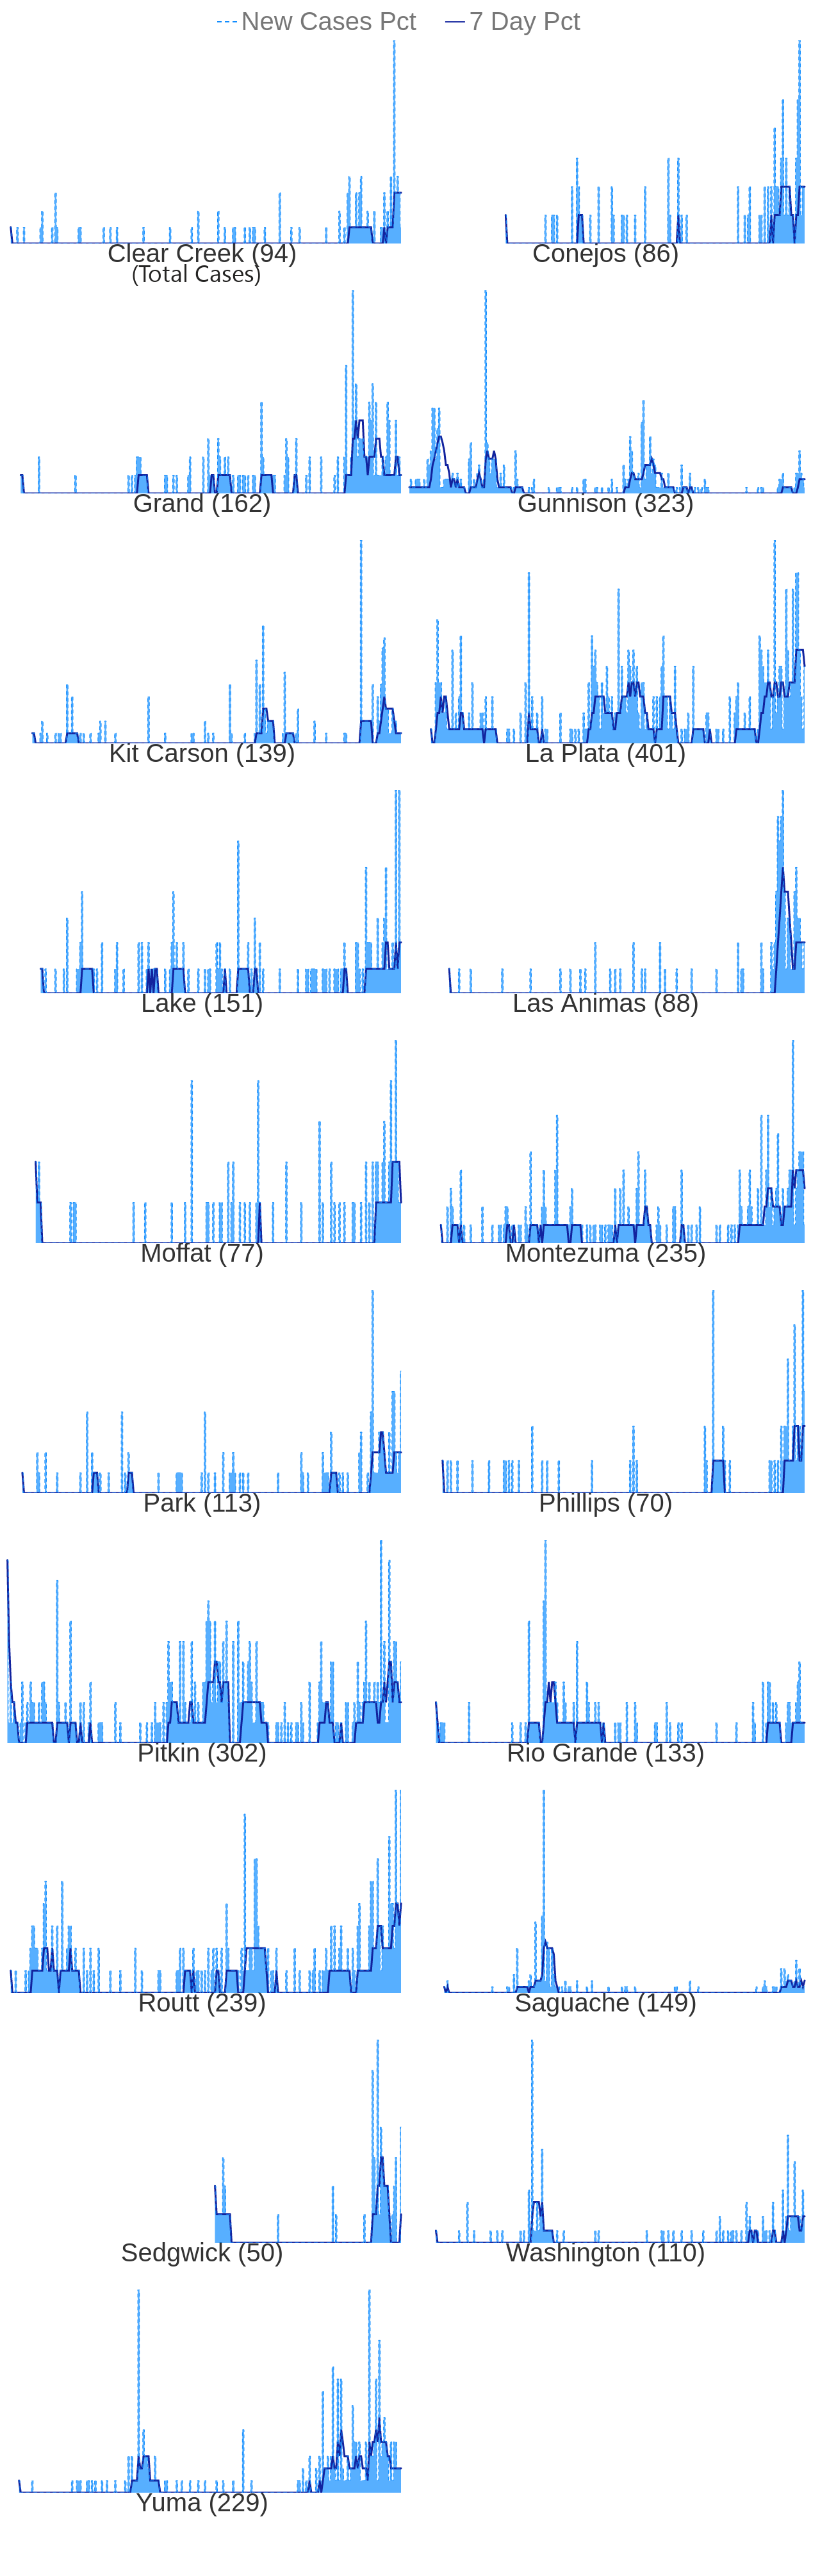 New Cases Pct 7 Day Pct
Clear Creek (94) Conejos (86)
(Total Cases)
Grand (162) Gunnison (323)
Kit Carson (139) La Plata (401)
Lake (151) Las Animas (88)
Moffat (77) Montezuma (235)
Park (113) Phillips (70)
Pitkin (302) Rio Grande (133)
Routt (239) Saguache (149)
Sedgwick (50) Washington (110)
Yuma (229)